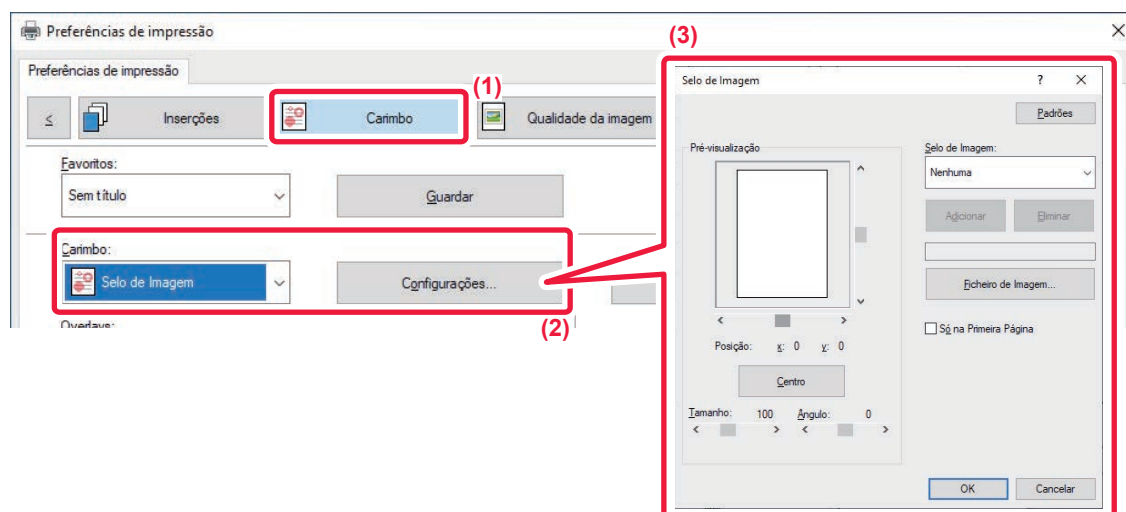 Preferências de impressão
Preferências de impressão
(1)
Inserções
Carimbo
Qualidade da imagem
Favoritos:
Sem título
Guardar
Carimbo:
Selo de Imagem
Configurações...
(2)
Overlays:
(3)
Selo de Imagem
? X
Padrões
Pré-visualização
Posição: x: 0 y: 0
Centro
Tamanho: 100 Ângulo: 0
Selo de Imagem:
Nenhuma
Adicionar Eliminar
Ficheiro de Imagem...
Só na Primeira Página
OK Cancelar